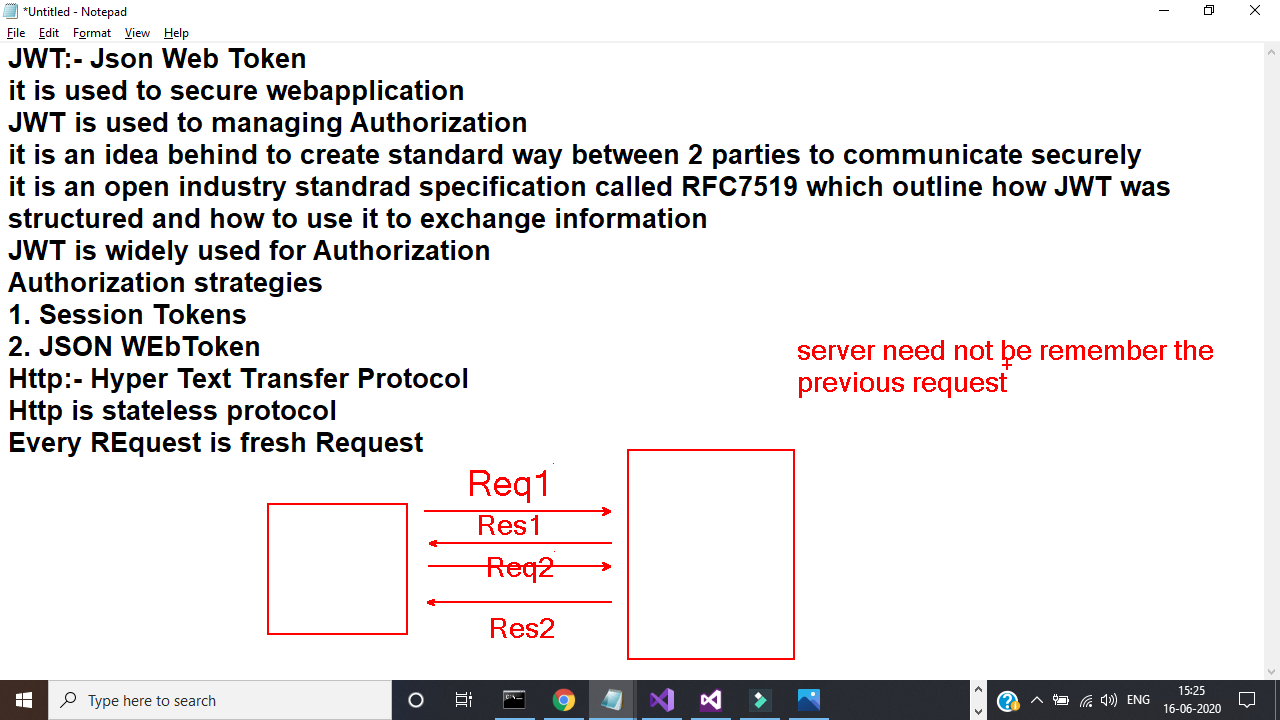 *Untitled - Notepad
File Edit Format View Help
JWT:- Json Web Token
it is used to secure webapplication
JWT is used to managing Authorization
it is an idea behind to create standard way between 2 parties to communicate securely
it is an open industry standrad specification called RFC7519 which outline how JWT was
structured and how to use it to exchange information
JWT is widely used for Authorization
Authorization strategies
1. Session Tokens
2. JSON WEbToken
Http:- Hyper Text Transfer Protocol
Http is stateless protocol
Every REquest is fresh Request
server need not be remember the
previous request
Req1
Res1
Req2
Res2
Type here to search
ENG
15:25
16-06-2020